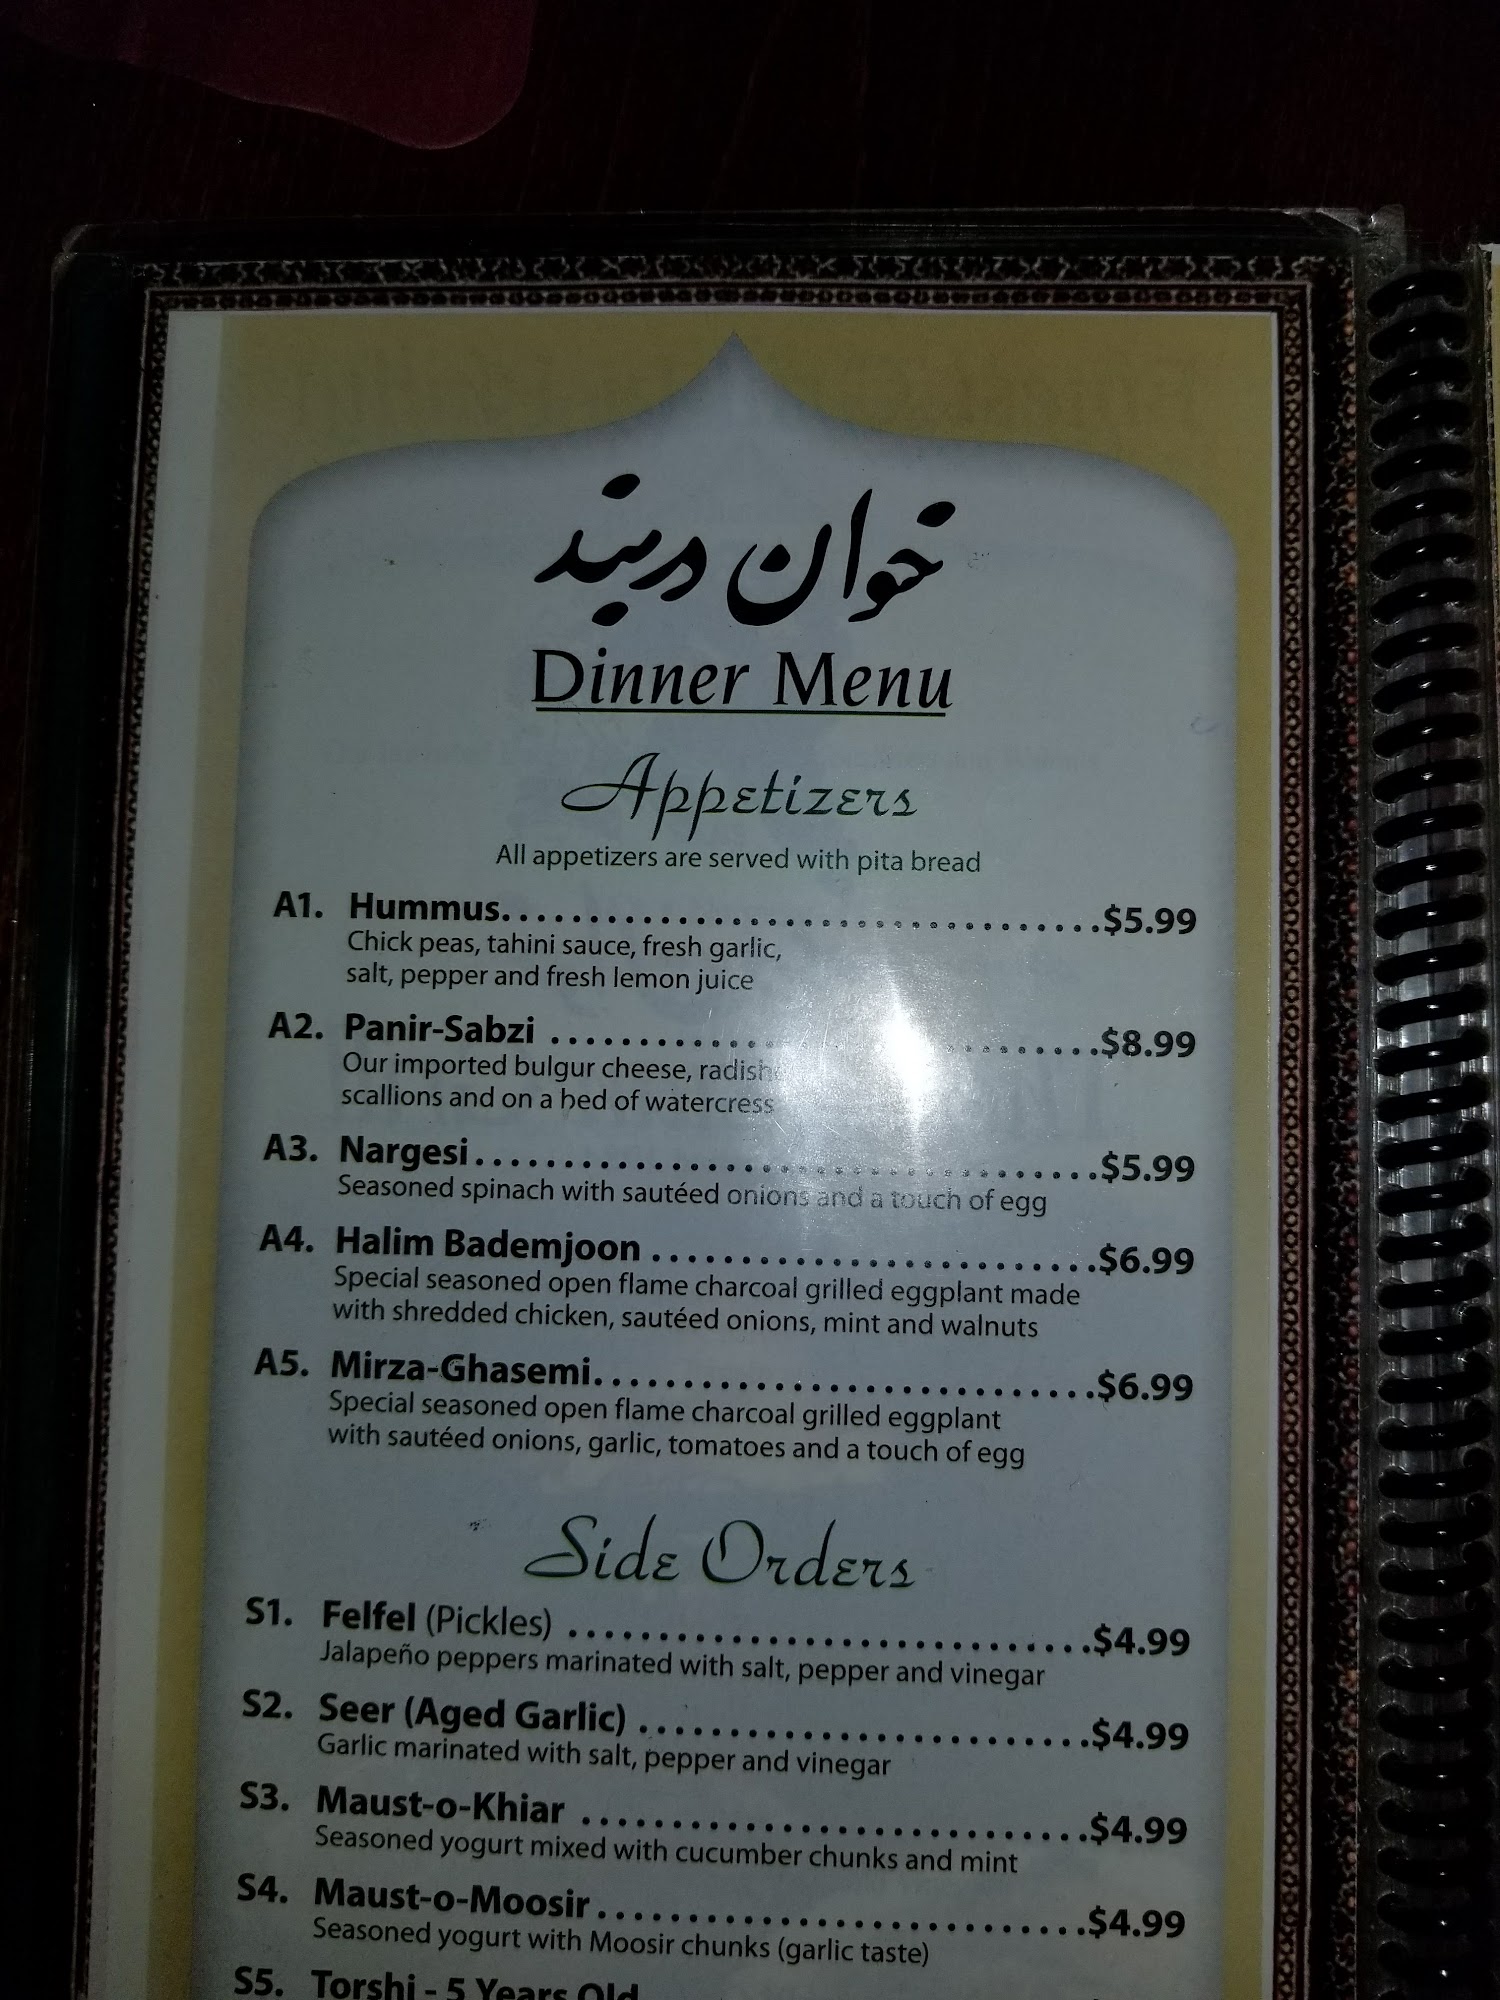 خوان دربند
Dinner Menu
Appetizers
All appetizers are served with pita bread
A1. Hummus..............................$5.99
Chick peas, tahini sauce, fresh garlic,
salt, pepper and fresh lemon juice
A2. Panir-Sabzi ..............................$8.99
Our imported bulgur cheese,
scallions and on a bed of watercress
A3. Nargesi..............................$5.99
Seasoned spinach with sautéed onions and a touch of egg
A4. Halim Bademjoon ..............................$6.99
Special seasoned open flame charcoal grilled eggplant made
with shredded chicken, sautéed onions, mint and walnuts
A5. Mirza-Ghasemi..............................$6.99
Special seasoned open flame charcoal grilled eggplant
with sautéed onions, garlic, tomatoes and a touch of egg
Side Orders
S1. Felfel (Pickles) ..............................$4.99
Jalapeño peppers marinated with salt, pepper and vinegar
S2. Seer (Aged Garlic) ..............................$4.99
Garlic marinated with salt, pepper and vinegar
S3. Maust-o-Khiar ..............................$4.99
Seasoned yogurt mixed with cucumber chunks and mint
S4. Maust-o-Moosir..............................$4.99
Seasoned yogurt with Moosir chunks (garlic taste)
S5. Torshi - 5 Years Old